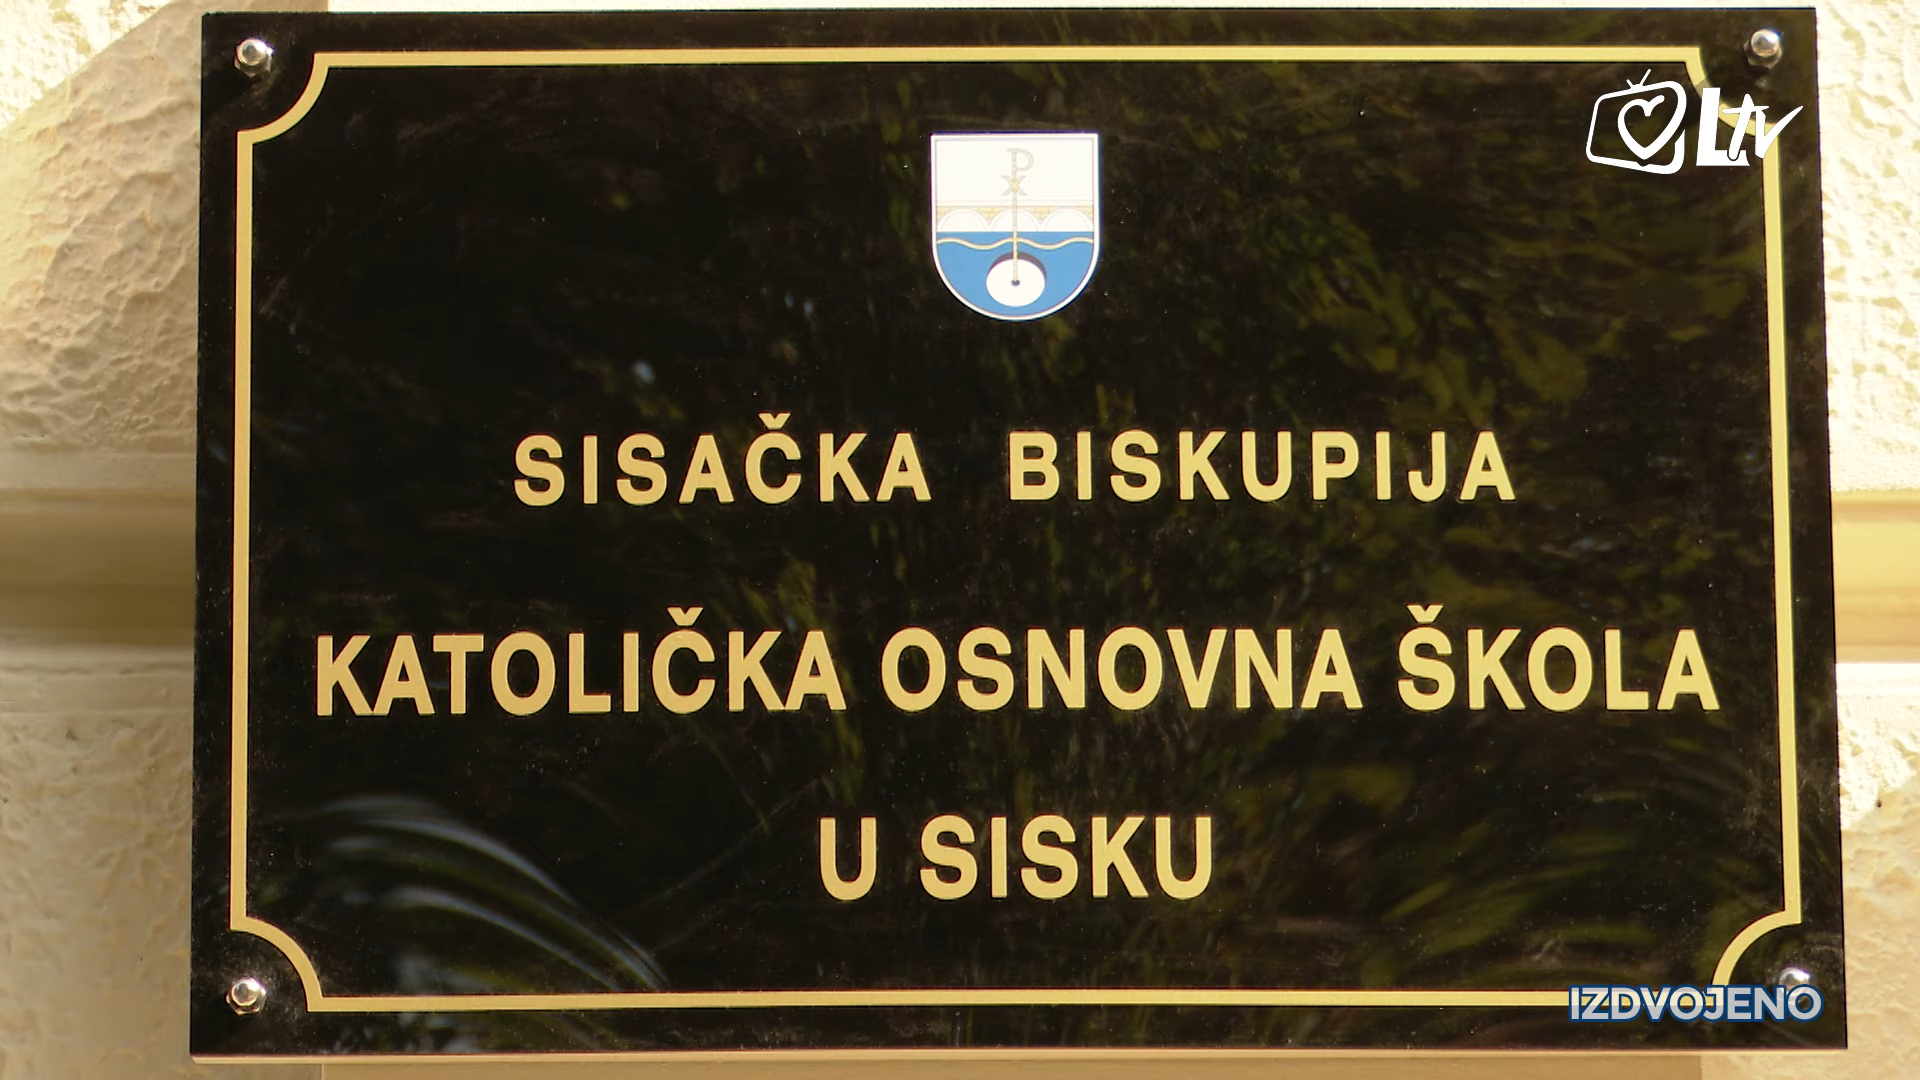 Ltv
SISAČKA BISKUPIJA
KATOLIČKA OSNOVNA ŠKOLA
U SISKU
IZDVOJENO